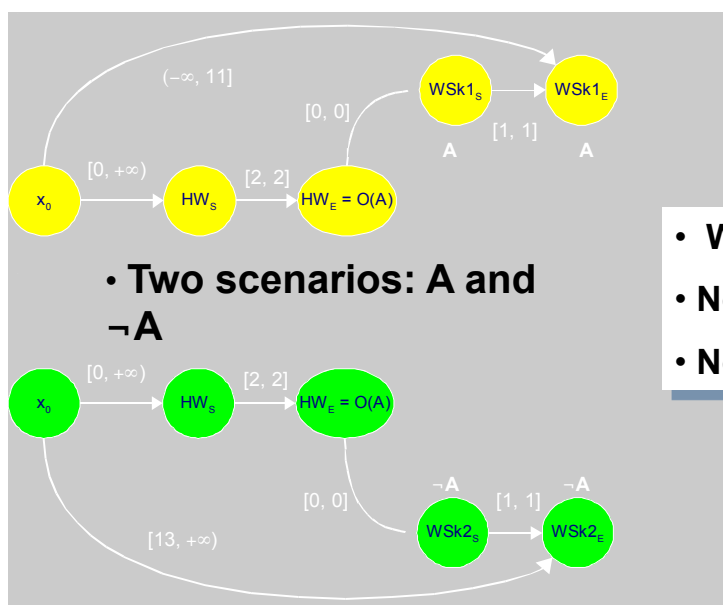 (-∞, 11]
WSk1S
WSk1E
[0, 0]
[1, 1]
A
A
[0, +∞)
[2, 2]
x0
HWS
HWE = O(A)
• Two scenarios: A and
¬A
• W
• N
• N
[0, +∞)
[2, 2]
x0
HWS
HWE = O(A)
¬A
¬A
[0, 0]
[1, 1]
WSk2S
WSk2E
[13, +∞)